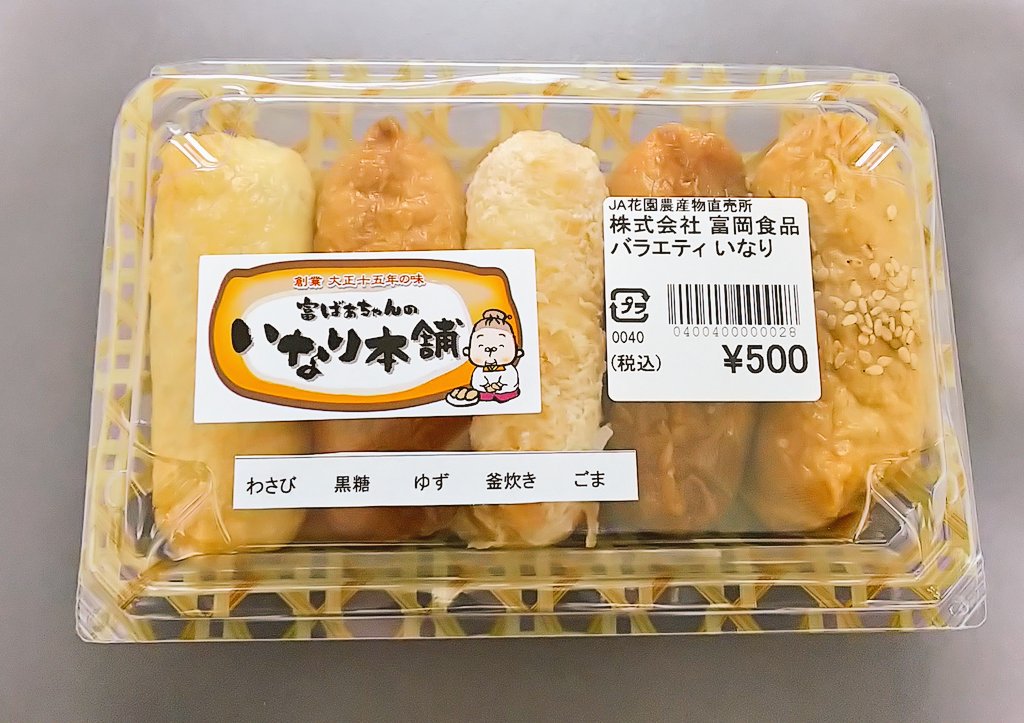 創業 大正十五年の味
富ばあちゃんの
いなり本舗
JA花園農産物直売所
株式会社 富岡食品
バラエティ いなり
プラ
0400400000028
0040
(税込) ¥500
わさび 黒糖 ゆず 釜炊き ごま